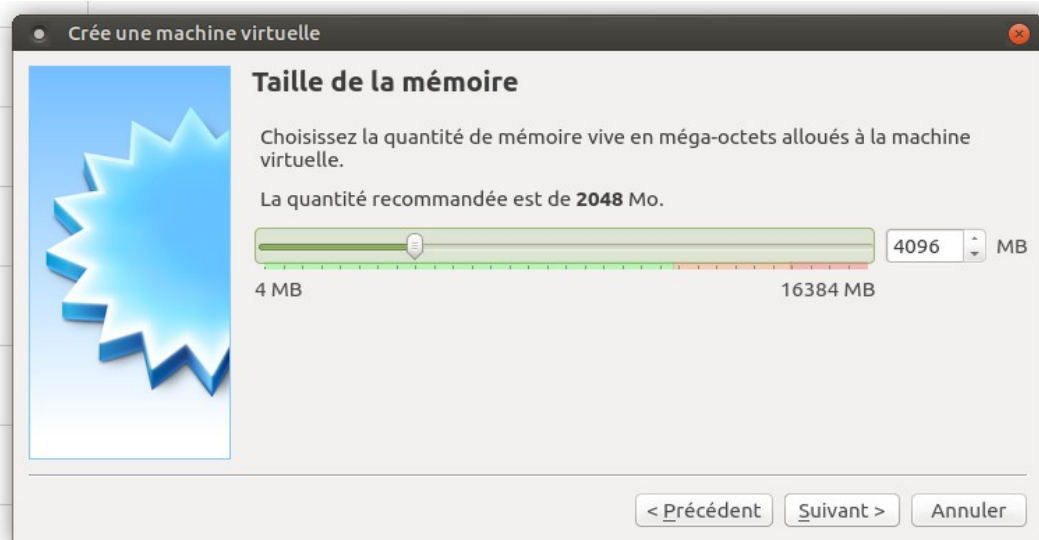 Crée une machine virtuelle
Taille de la mémoire
Choisissez la quantité de mémoire vive en méga-octets alloués à la machine
virtuelle.
La quantité recommandée est de 2048 Mo.
4096 MB
4 MB 16384 MB
< Précédent Suivant > Annuler